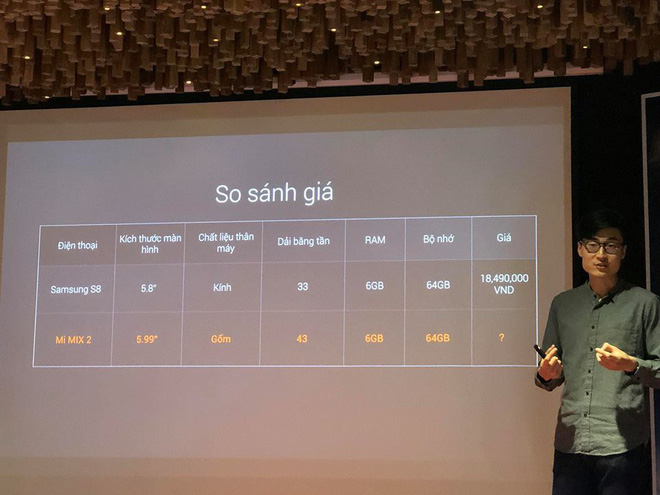 So sánh giá
Điện thoại
Kích thước màn
hình
Chất liệu thân
máy
Dải băng tần
RAM
Bộ nhớ
Giá
Samsung S8
5.8"
Kính
33
6GB
64GB
18,490,000
VND
Mi MIX 2
5.99"
Gốm
43
6GB
64GB
?